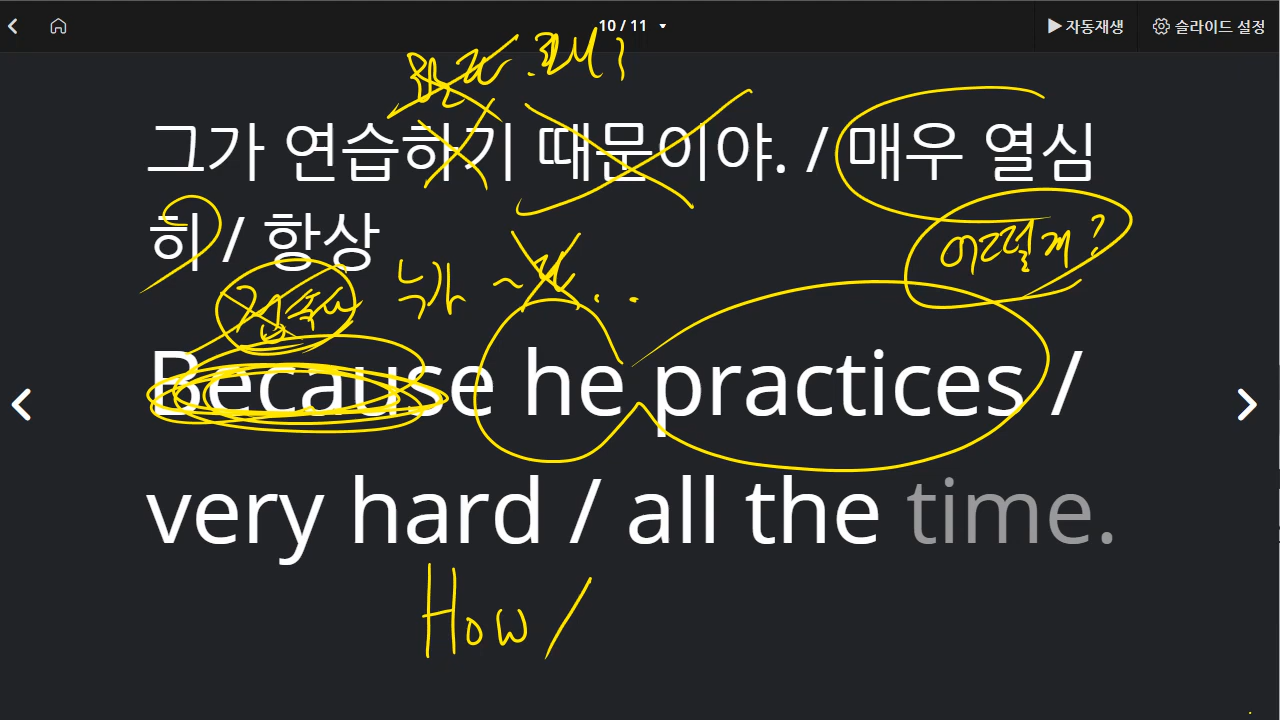 10 / 11
자동재생
슬라이드 설정
그가 연습하기 때문이야. / 매우 열심
히 / 항상
어떻게?
접속사 누가
Because he practices /
very hard / all the time.
How /